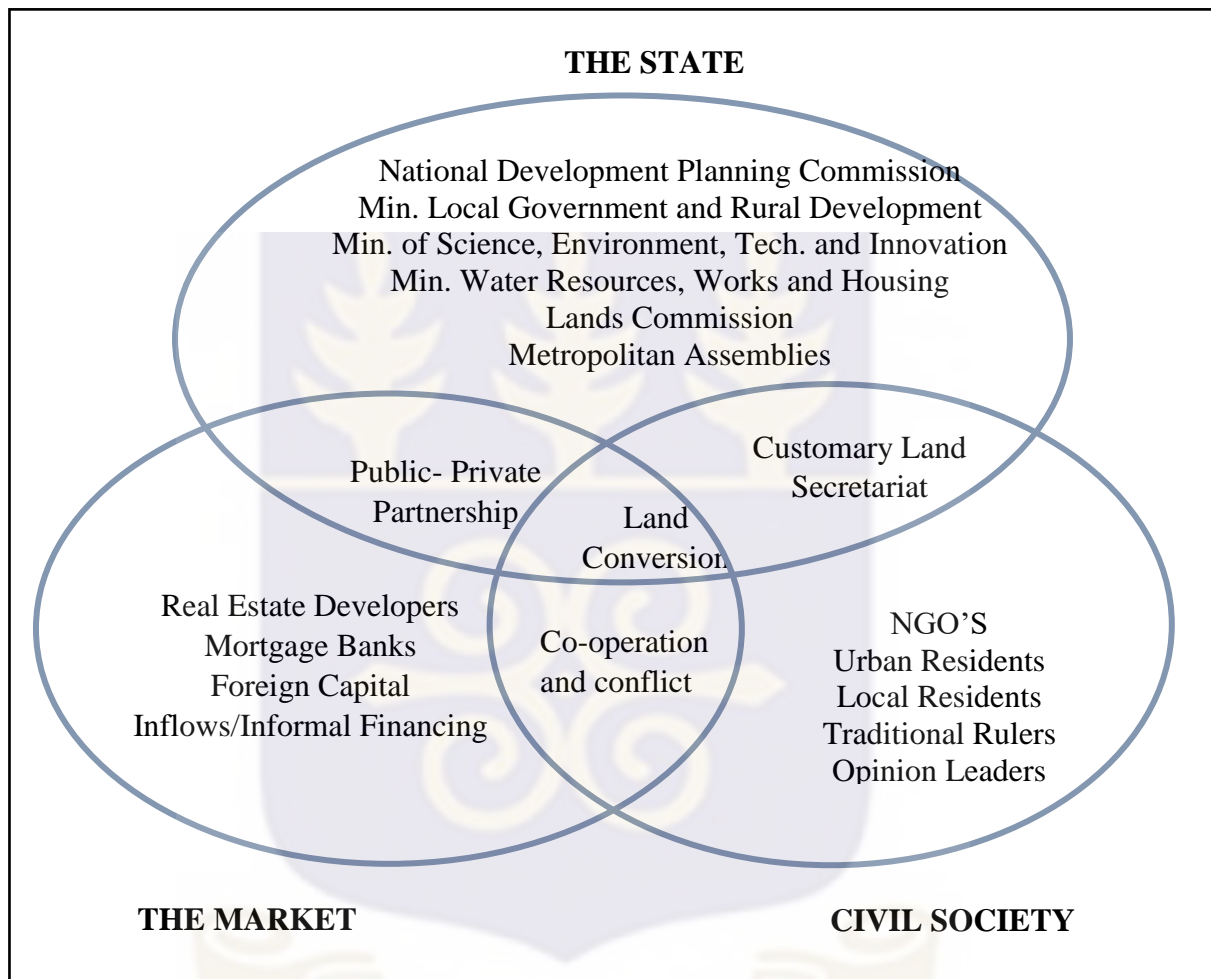 THE STATE
National Development Planning Commission
Min. Local Government and Rural Development
Min. of Science, Environment, Tech. and Innovation
Min. Water Resources, Works and Housing
Lands Commission
Metropolitan Assemblies
Public- Private
Partnership
Land
Conversion
Customary Land
Secretariat
Real Estate Developers
Mortgage Banks
Foreign Capital
Inflows/Informal Financing
Co-operation
and conflict
NGO’S
Urban Residents
Local Residents
Traditional Rulers
Opinion Leaders
THE MARKET
CIVIL SOCIETY